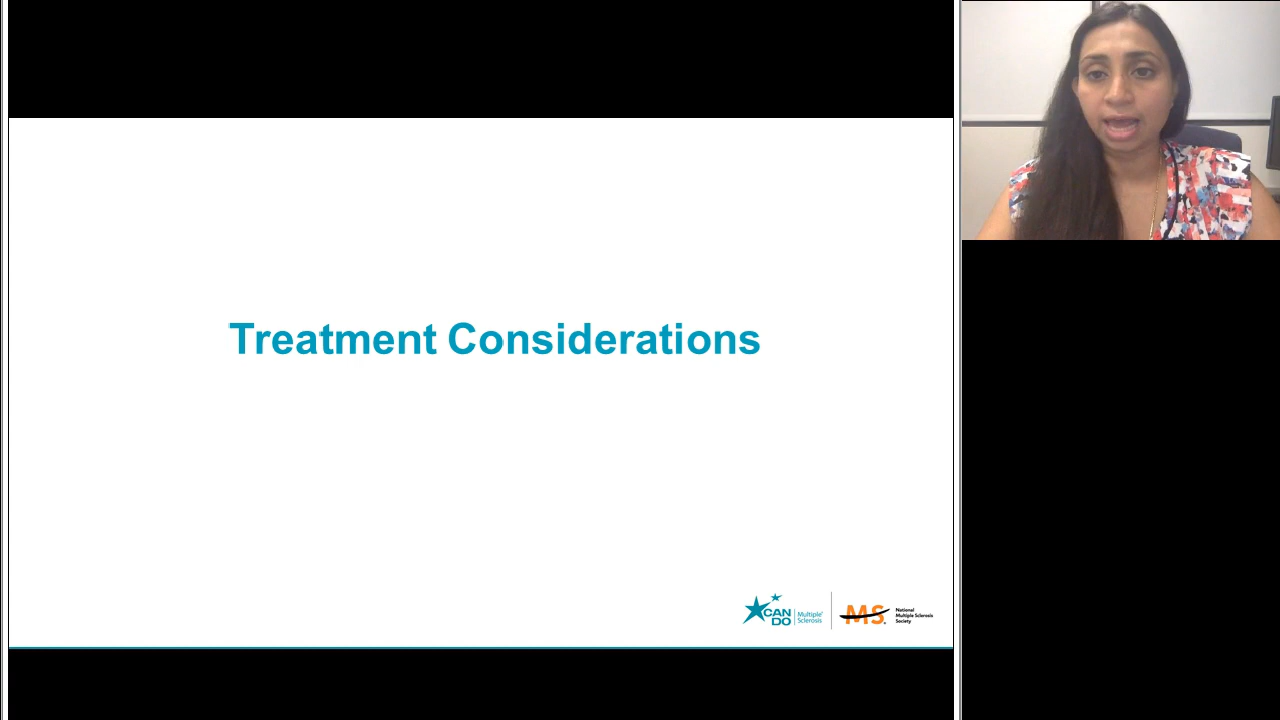 Treatment Considerations
CAN DO
Multiple
Sclerosis
MS
National
Multiple Sclerosis
Society